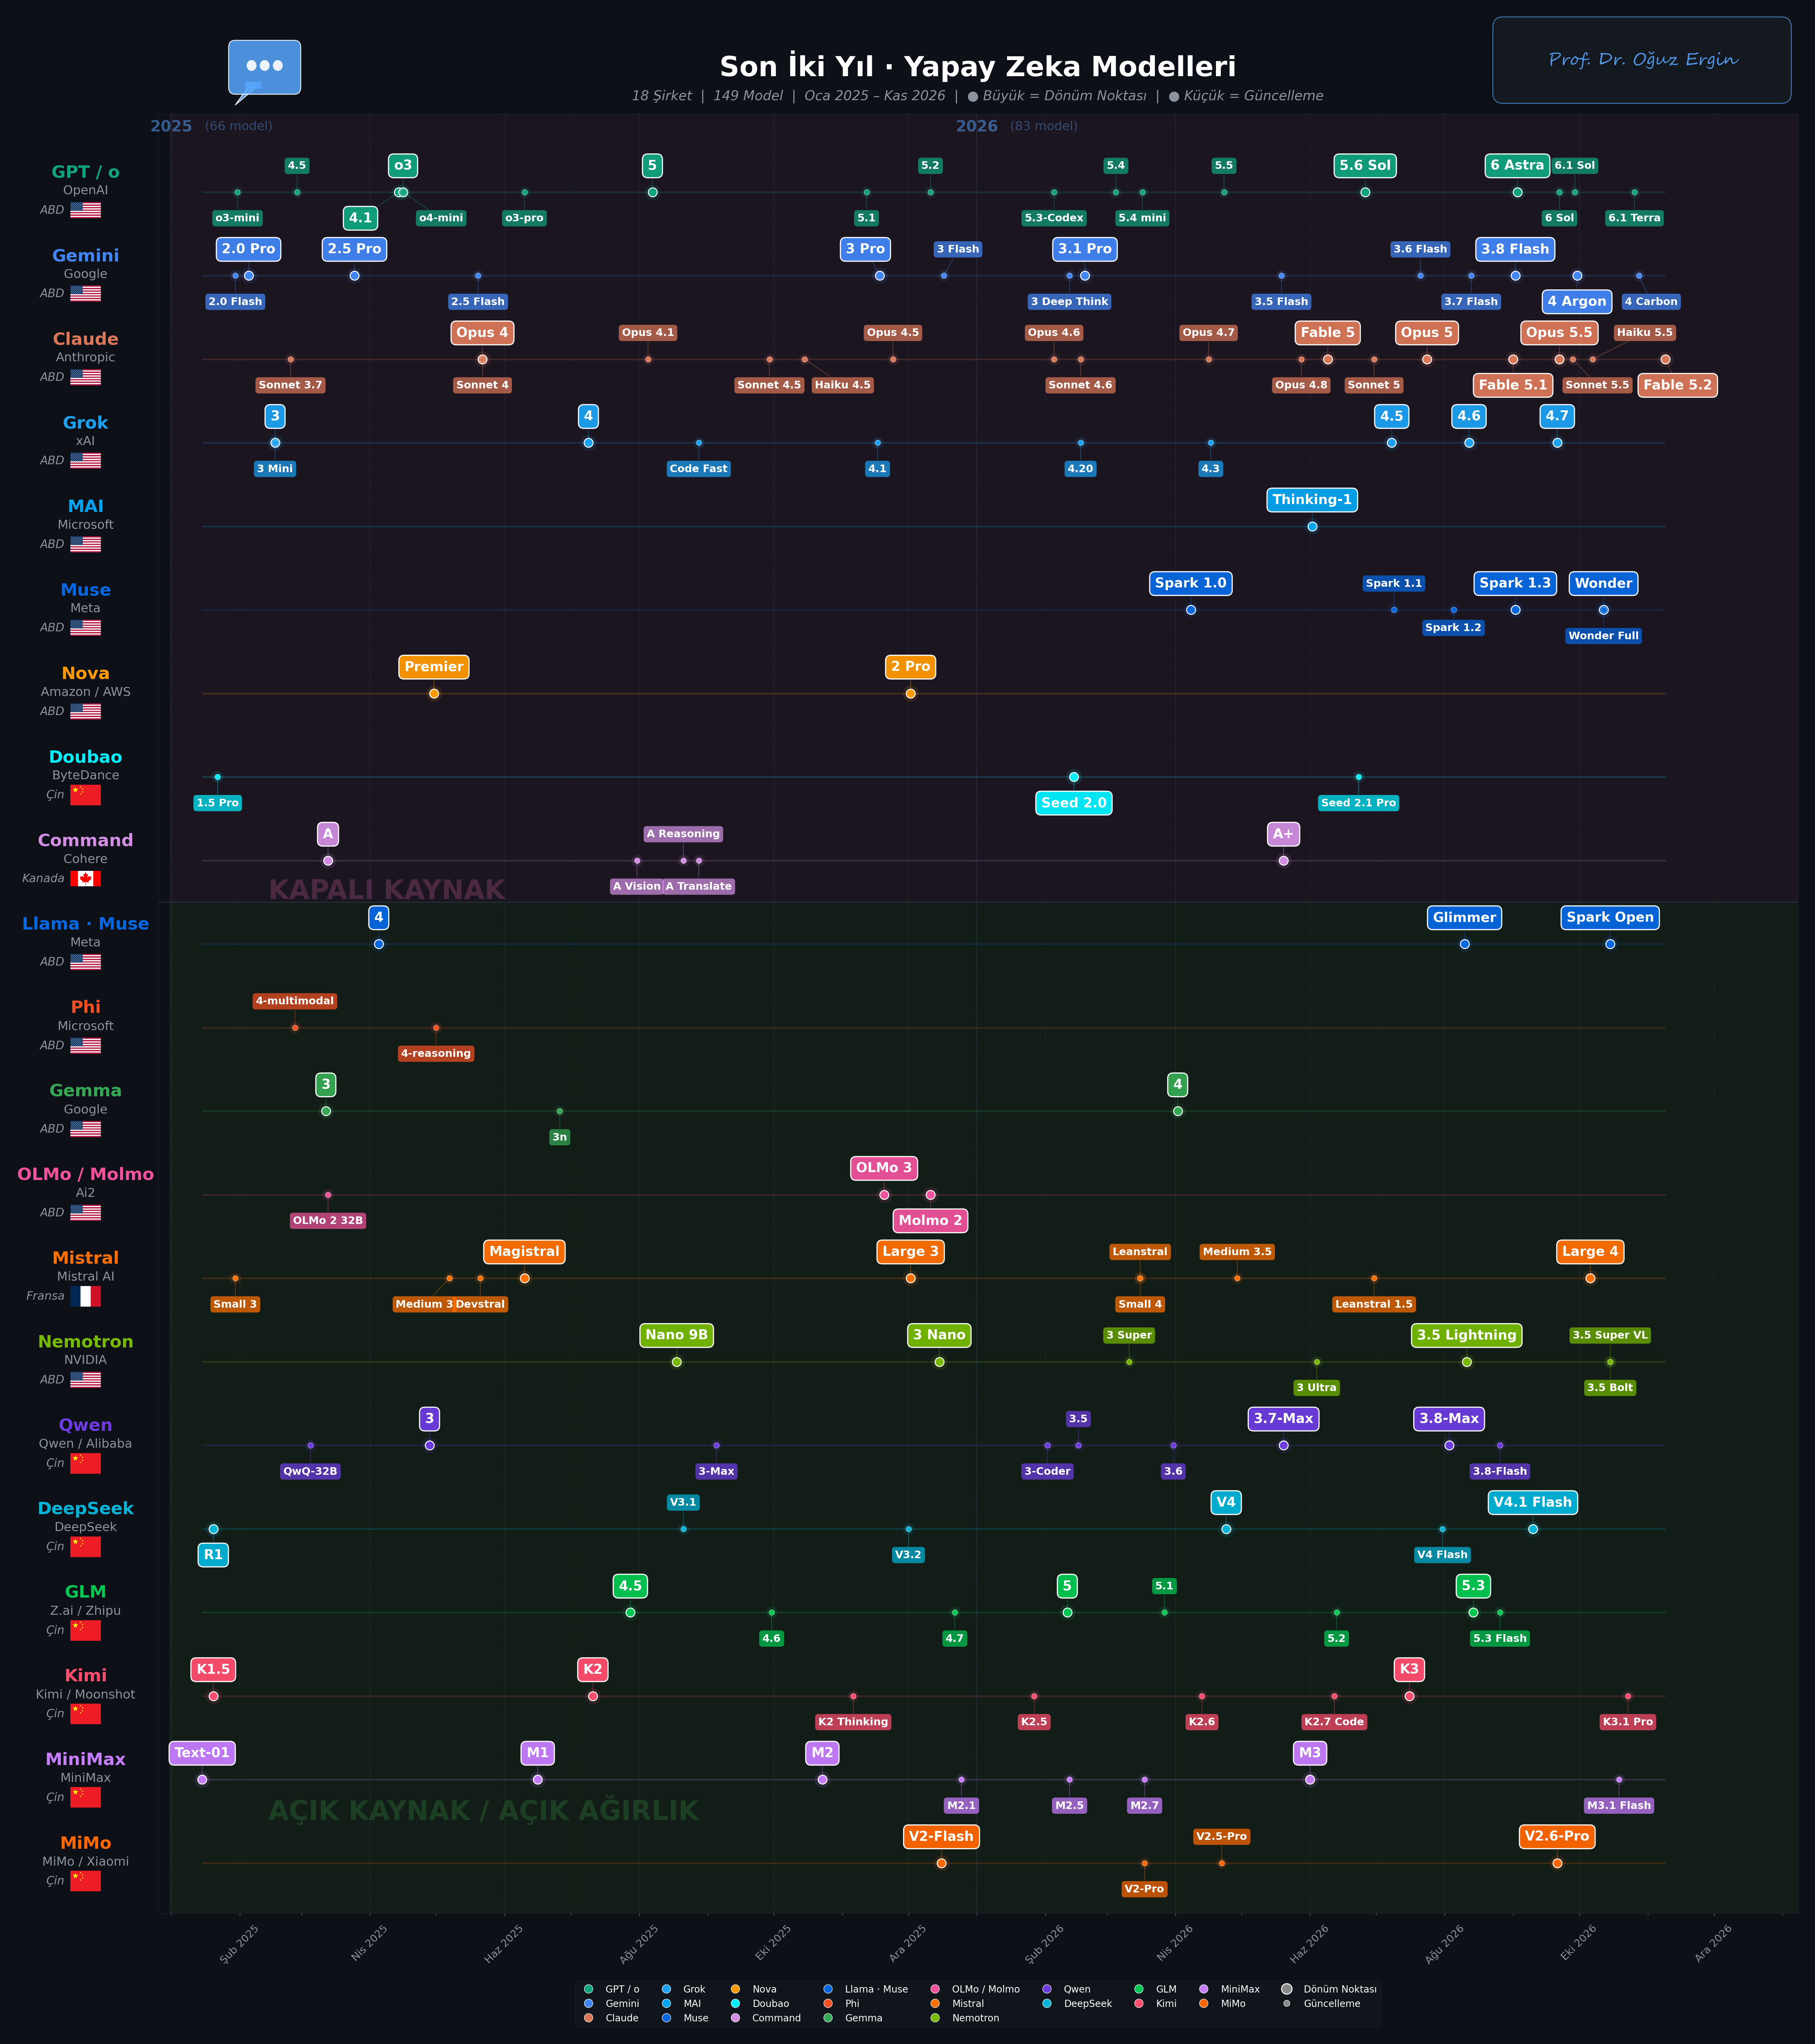 Son İki Yıl · Yapay Zeka Modelleri
Prof. Dr. Oğuz Ergin
18 Şirket | 149 Model | Oca 2025 – Kas 2026 | ● Büyük = Dönüm Noktası | ● Küçük = Güncelleme
2025 (66 model) 2026 (83 model)
4.5 o3 5 5.2 5.4 5.5 5.6 Sol 6 Astra 6.1 Sol
GPT / o
OpenAI
ABD
o3-mini 4.1 o4-mini o3-pro 5.1 5.3-Codex 5.4 mini 6 Sol 6.1 Terra
2.0 Pro 2.5 Pro 3 Pro 3 Flash 3.1 Pro 3.6 Flash 3.8 Flash
Gemini
Google
ABD
2.0 Flash 2.5 Flash 3 Deep Think 3.5 Flash 3.7 Flash 4 Argon 4 Carbon
Opus 4 Opus 4.1 Opus 4.5 Opus 4.6 Opus 4.7 Fable 5 Opus 5 Opus 5.5 Haiku 5.5
Claude
Anthropic
ABD
Sonnet 3.7 Sonnet 4 Sonnet 4.5 Haiku 4.5 Sonnet 4.6 Opus 4.8 Sonnet 5 Fable 5.1 Sonnet 5.5 Fable 5.2
3 4 4.5 4.6 4.7
Grok
xAI
ABD
3 Mini Code Fast 4.1 4.20 4.3
Thinking-1
MAI
Microsoft
ABD
Spark 1.0 Spark 1.1 Spark 1.3 Wonder
Muse
Meta
ABD
Spark 1.2 Wonder Full
Premier 2 Pro
Nova
Amazon / AWS
ABD
Doubao
ByteDance
Çin
1.5 Pro Seed 2.0 Seed 2.1 Pro
A A Reasoning A+
Command
Cohere
Kanada
A Vision A Translate
KAPALI KAYNAK
4 Glimmer Spark Open
Llama · Muse
Meta
ABD
4-multimodal
Phi
Microsoft
ABD
4-reasoning
3 4
Gemma
Google
ABD
3n
OLMo 3
OLMo / Molmo
Ai2
ABD
OLMo 2 32B Molmo 2
Magistral Large 3 Leanstral Medium 3.5 Large 4
Mistral
Mistral AI
Fransa
Small 3 Medium 3 Devstral Small 4 Leanstral 1.5
Nano 9B 3 Nano 3 Super 3.5 Lightning 3.5 Super VL
Nemotron
NVIDIA
ABD
3 Ultra 3.5 Bolt
3 3.5 3.7-Max 3.8-Max
Qwen
Qwen / Alibaba
Çin
QwQ-32B 3-Max 3-Coder 3.6 3.8-Flash
V3.1 V4 V4.1 Flash
DeepSeek
DeepSeek
Çin
R1 V3.2 V4 Flash
4.5 5 5.1 5.3
GLM
Z.ai / Zhipu
Çin
4.6 4.7 5.2 5.3 Flash
K1.5 K2 K3
Kimi
Kimi / Moonshot
Çin
K2 Thinking K2.5 K2.6 K2.7 Code K3.1 Pro
Text-01 M1 M2 M3
MiniMax
MiniMax
Çin
M2.1 M2.5 M2.7 M3.1 Flash
AÇIK KAYNAK / AÇIK AĞIRLIK
V2-Flash V2.5-Pro V2.6-Pro
MiMo
MiMo / Xiaomi
Çin
V2-Pro
Şub 2025 Nis 2025 Haz 2025 Ağu 2025 Eki 2025 Ara 2025 Şub 2026 Nis 2026 Haz 2026 Ağu 2026 Eki 2026 Ara 2026
GPT / o Grok Nova Llama · Muse OLMo / Molmo Qwen GLM MiniMax Dönüm Noktası
Gemini MAI Doubao Phi Mistral DeepSeek Kimi MiMo Güncelleme
Claude Muse Command Gemma Nemotron